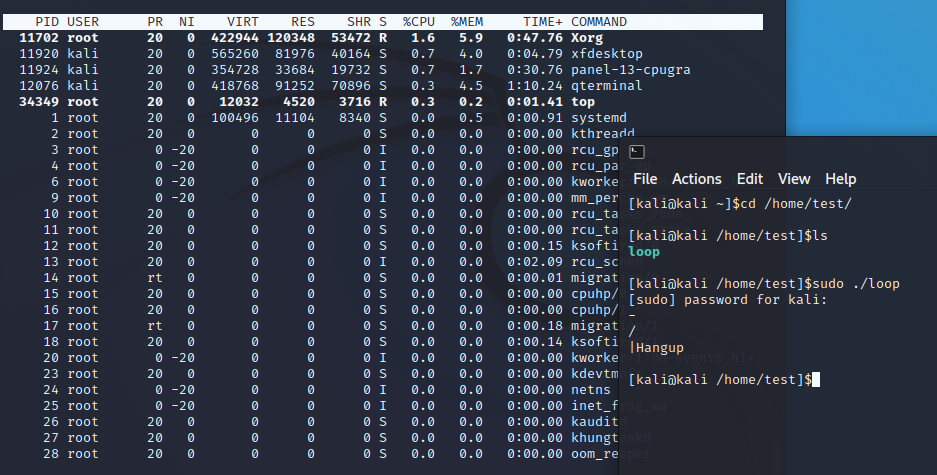 PID USER PR NI VIRT RES SHR S %CPU %MEM TIME+ COMMAND
11702 root 20 0 422944 120348 53472 R 1.6 5.9 0:47.76 Xorg
11920 kali 20 0 565260 81976 40164 S 0.7 4.0 0:04.79 xfdesktop
11924 kali 20 0 354728 33684 19732 S 0.7 1.7 0:30.76 panel-13-cpugra
12076 kali 20 0 418768 91252 70896 S 0.3 4.5 1:10.24 qterminal
34349 root 20 0 12032 4520 3716 R 0.3 0.2 0:01.41 top
1 root 20 0 100496 11104 8340 S 0.0 0.5 0:00.91 systemd
2 root 20 0 0 0 0 S 0.0 0.0 0:00.00 kthreadd
3 root 0 -20 0 0 0 I 0.0 0.0 0:00.00 rcu_gp
4 root 0 -20 0 0 0 I 0.0 0.0 0:00.00 rcu_par_gp
6 root 0 -20 0 0 0 I 0.0 0.0 0:00.00
9 root 0 -20 0 0 0 I 0.0 0.0 0:00.00
10 root 20 0 0 0 0 S 0.0 0.0 0:00.00 rcu_tasks_rude_
11 root 20 0 0 0 0 S 0.0 0.0 0:00.00
12 root 20 0 0 0 0 S 0.0 0.0 0:00.15
13 root 20 0 0 0 0 I 0.0 0.0 0:02.09
14 root rt 0 0 0 0 S 0.0 0.0 0:00.01
15 root 20 0 0 0 0 S 0.0 0.0 0:00.00
16 root 20 0 0 0 0 S 0.0 0.0 0:00.00
17 root rt 0 0 0 0 S 0.0 0.0 0:00.18 migration/1
18 root 20 0 0 0 0 S 0.0 0.0 0:00.14
20 root 0 -20 0 0 0 I 0.0 0.0 0:00.00
23 root 20 0 0 0 0 S 0.0 0.0 0:00.00
24 root 0 -20 0 0 0 I 0.0 0.0 0:00.00 netns
25 root 0 -20 0 0 0 I 0.0 0.0 0:00.00 inet_frag_wq
26 root 20 0 0 0 0 S 0.0 0.0 0:00.00 kauditd
27 root 20 0 0 0 0 S 0.0 0.0 0:00.00 khungtaskd
28 root 20 0 0 0 0 S 0.0 0.0 0:00.00 oom_reaper
File Actions Edit View Help
[kali@kali ~]$cd /home/test/
[kali@kali /home/test]$ls
loop
[kali@kali /home/test]$sudo ./loop
[sudo] password for kali:
-
/
|Hangup
[kali@kali /home/test]$